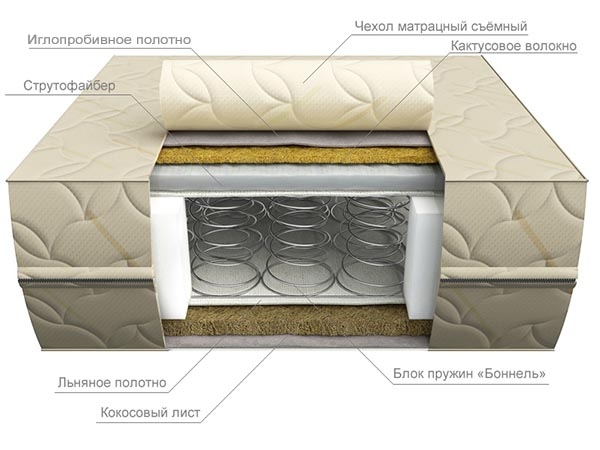 Чехол матрацный съёмный
Иглопробивное полотно
Кактусовое волокно
Струтофайбер
Льняное полотно
Блок пружин «Боннель»
Кокосовый лист